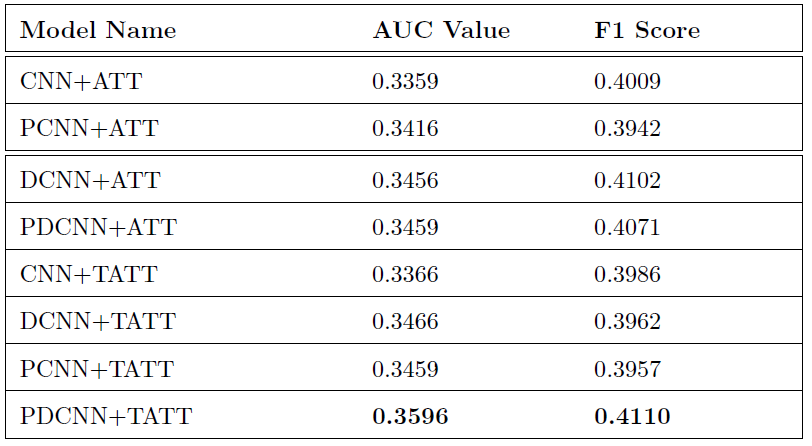 Model Name AUC Value F1 Score
CNN+ATT 0.3359 0.4009
PCNN+ATT 0.3416 0.3942
DCNN+ATT 0.3456 0.4102
PDCNN+ATT 0.3459 0.4071
CNN+TATT 0.3366 0.3986
DCNN+TATT 0.3466 0.3962
PCNN+TATT 0.3459 0.3957
PDCNN+TATT 0.3596 0.4110